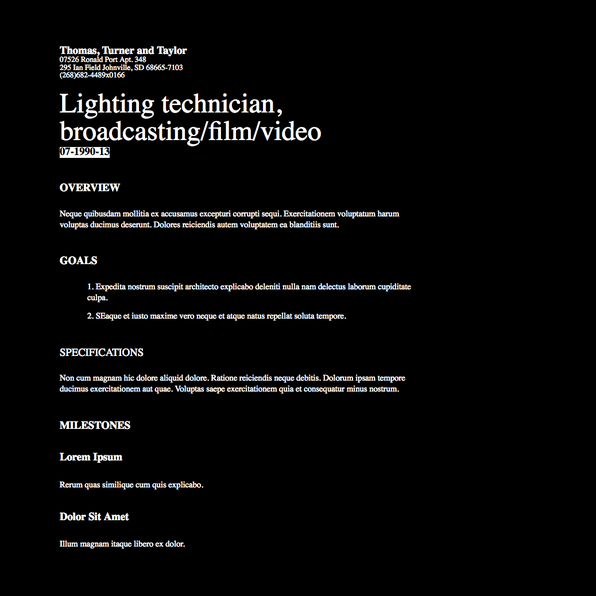 Thomas, Turner and Taylor
07526 Ronald Port Apt. 348
295 Ian Field Johnville, SD 68665-7103
(268)682-4489x0166
Lighting technician,
broadcasting/film/video
07-1990-13
OVERVIEW
Neque quibusdam mollitia ex accusamus excepturi corrupti sequi. Exercitationem voluptatum harum
voluptas ducimus deserunt. Dolores reiciendis autem voluptatem ea blanditiis sunt.
GOALS
1. Expedita nostrum suscipit architecto explicabo deleniti nulla nam delectus laborum cupiditate
culpa.
2. SEaque et iusto maxime vero neque et atque natus repellat soluta tempore.
SPECIFICATIONS
Non cum magnam hic dolore aliquid dolore. Ratione reiciendis neque debitis. Dolorum ipsam tempore
ducimus exercitationem aut quae. Voluptas saepe exercitationem quia et consequatur minus nostrum.
MILESTONES
Lorem Ipsum
Rerum quas similique cum quis explicabo.
Dolor Sit Amet
Illum magnam itaque libero ex dolor.